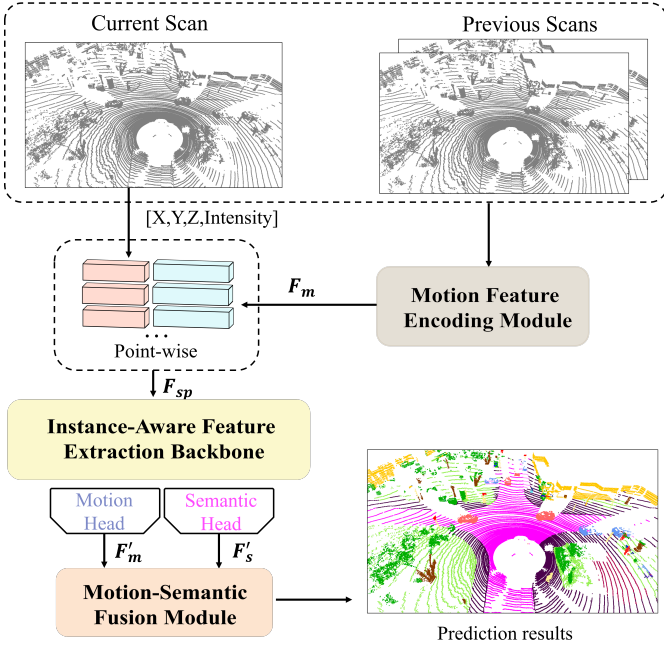 Current Scan
Previous Scans
[X,Y,Z,Intensity]
F_m
Motion Feature
Encoding Module
...
Point-wise
F_sp
Instance-Aware Feature
Extraction Backbone
Motion
Head
Semantic
Head
F'_m
F'_s
Motion-Semantic
Fusion Module
Prediction results